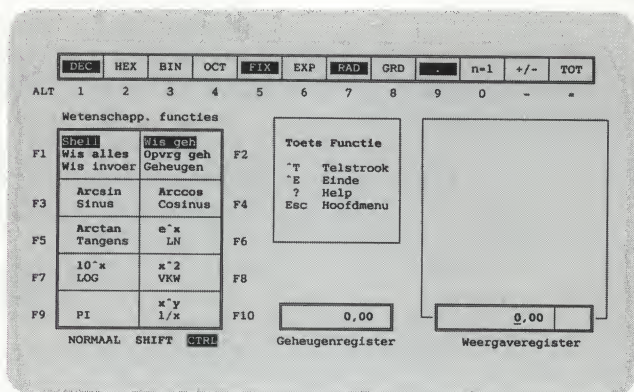 DEC HEX BIN OCT FIX EXP RAD GRD . n=1 +/- TOT
ALT 1 2 3 4 5 6 7 8 9 0 - =
Wetenschapp. functies
F1 Shell Wis geh F2
Wis alles Opvrg geh
Wis invoer Geheugen
F3 Arcsin Arccos F4
Sinus Cosinus
F5 Arctan e^x F6
Tangens LN
F7 10^x x^2 F8
LOG VKW
F9 PI x^y F10
1/x
NORMAAL SHIFT CTRL
Toets Functie
^T Telstrook
^E Einde
? Help
Esc Hoofdmenu
0,00
Geheugenregister
0,00
Weergaveregister